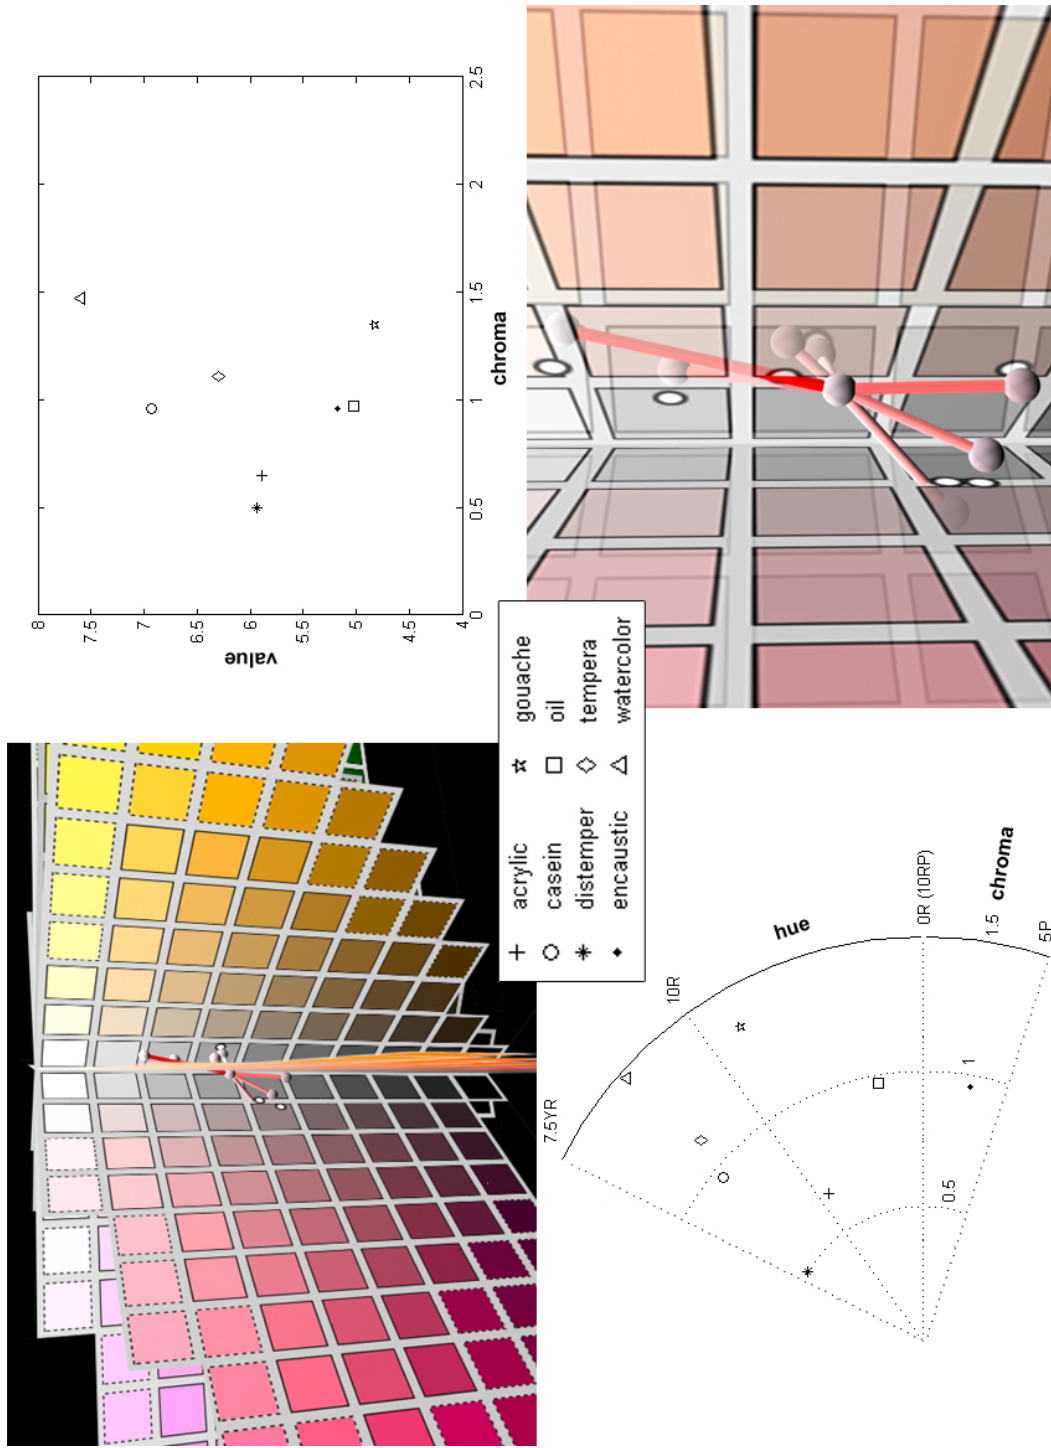 8
7.5
7
6.5
6
5.5
5
4.5
4
value
0
0.5
1
1.5
2
2.5
chroma
+ acrylic
○ casein
✳ distemper
◆ encaustic
☆ gouache
□ oil
◇ tempera
△ watercolor
7.5YR
10R
hue
0R (10RP)
1.5
chroma
5P
0.5
1